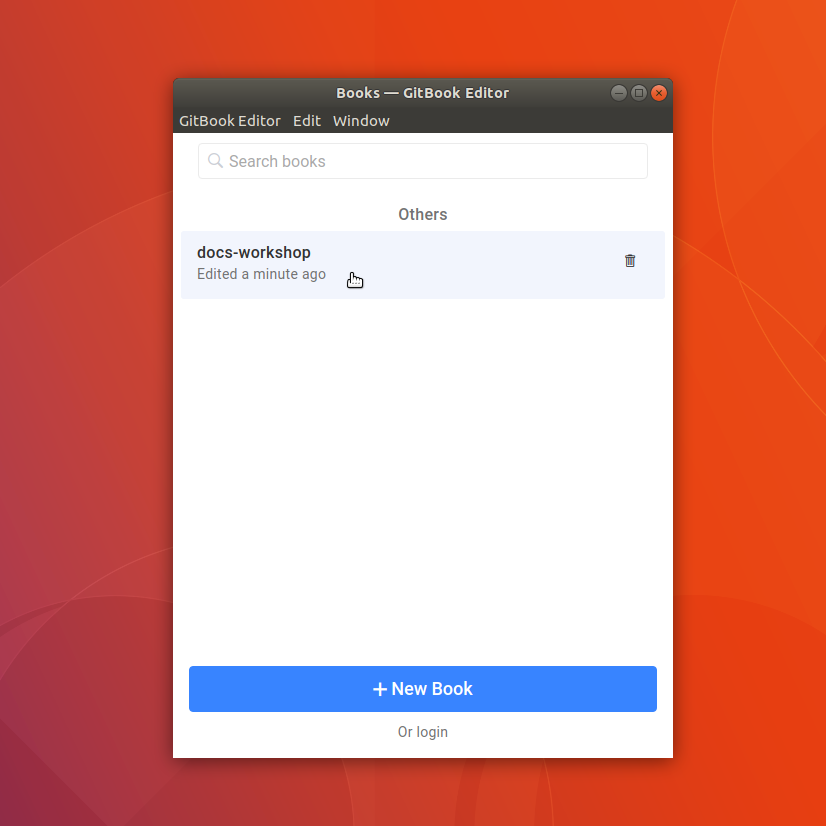 Books — GitBook Editor
GitBook Editor Edit Window
Search books
Others
docs-workshop
Edited a minute ago
+ New Book
Or login